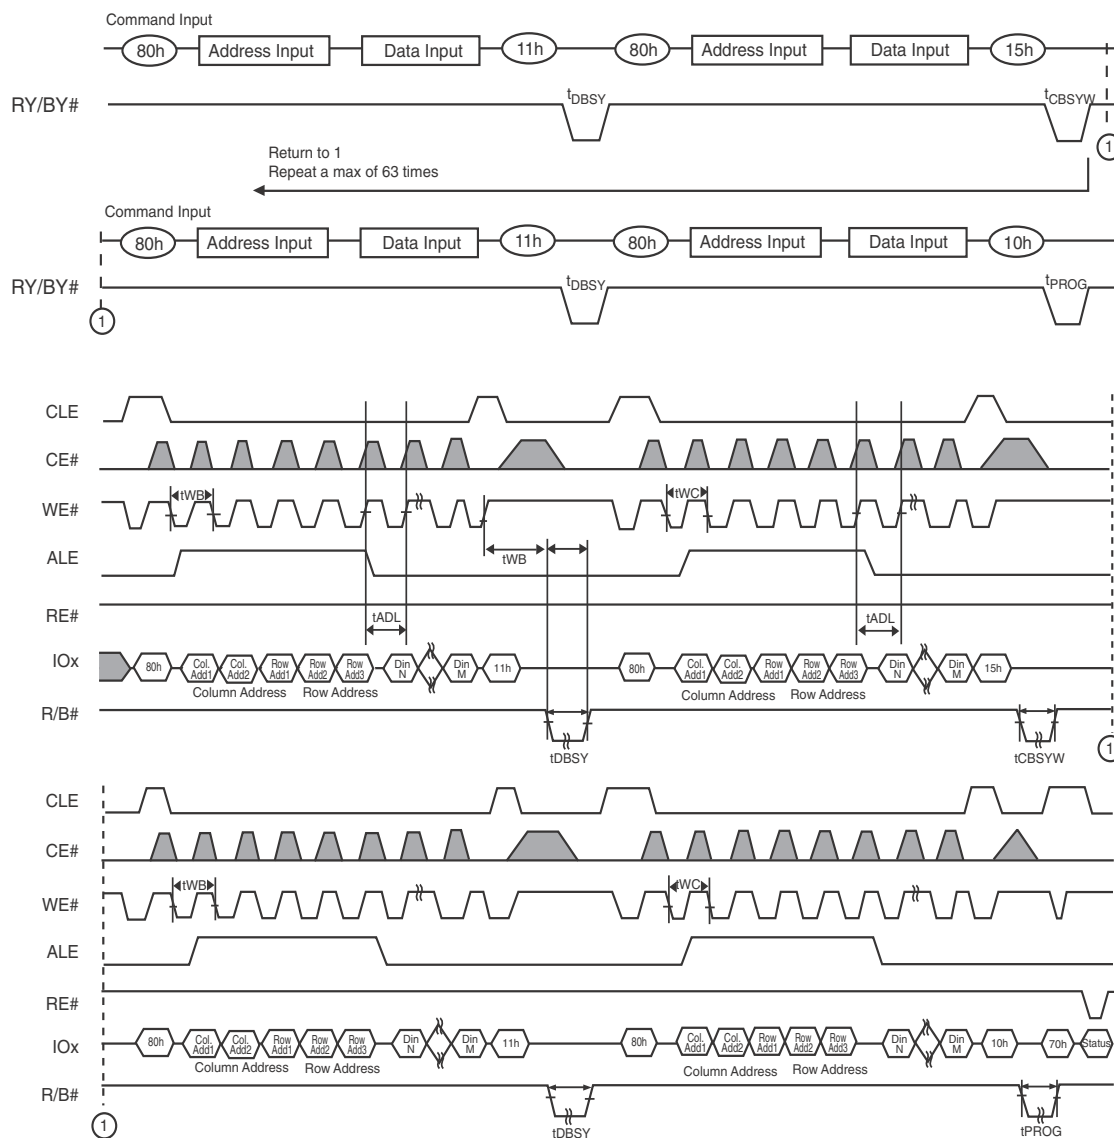 Command Input
80h Address Input Data Input 11h 80h Address Input Data Input 15h
RY/BY# tDBSY tCBSYW
1
Return to 1
Repeat a max of 63 times
Command Input
80h Address Input Data Input 11h 80h Address Input Data Input 10h
RY/BY# tDBSY tPROG
1
CLE
CE#
WE# tWB tWC
tWB
ALE
RE#
tADL tADL
IOx 80h Col. Add1 Col. Add2 Row Add1 Row Add2 Row Add3 Din N Din M 11h 80h Col. Add1 Col. Add2 Row Add1 Row Add2 Row Add3 Din N Din M 15h
Column Address Row Address Column Address Row Address
R/B#
tDBSY tCBSYW
1
CLE
CE#
WE# tWB tWC
ALE
RE#
IOx 80h Col. Add1 Col. Add2 Row Add1 Row Add2 Row Add3 Din N Din M 11h 80h Col. Add1 Col. Add2 Row Add1 Row Add2 Row Add3 Din N Din M 10h 70h Status
Column Address Row Address Column Address Row Address
R/B#
1
tDBSY tPROG